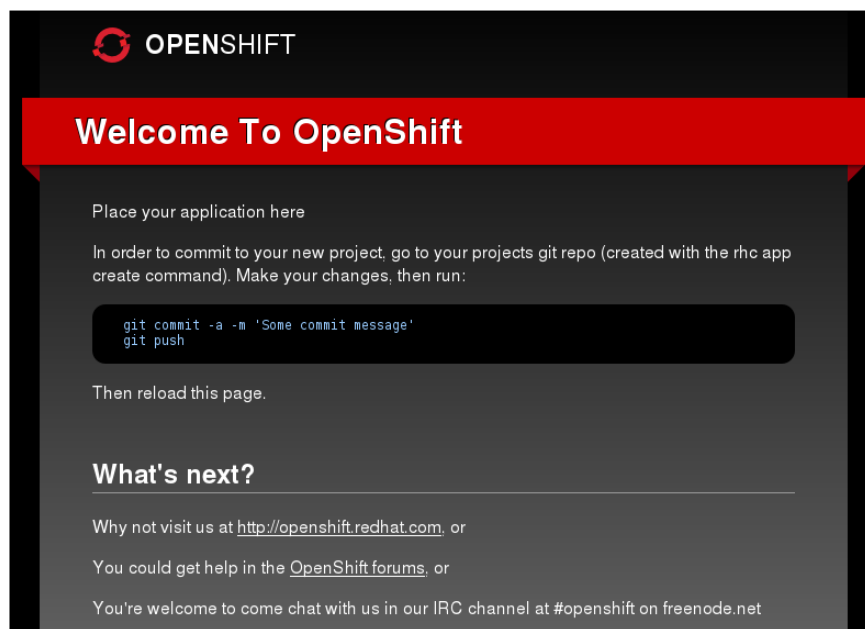 OPENSHIFT
Welcome To OpenShift
Place your application here
In order to commit to your new project, go to your projects git repo (created with the rhc app
create command). Make your changes, then run:
git commit -a -m 'Some commit message'
git push
Then reload this page.
What's next?
Why not visit us at http://openshift.redhat.com, or
You could get help in the OpenShift forums, or
You're welcome to come chat with us in our IRC channel at #openshift on freenode.net